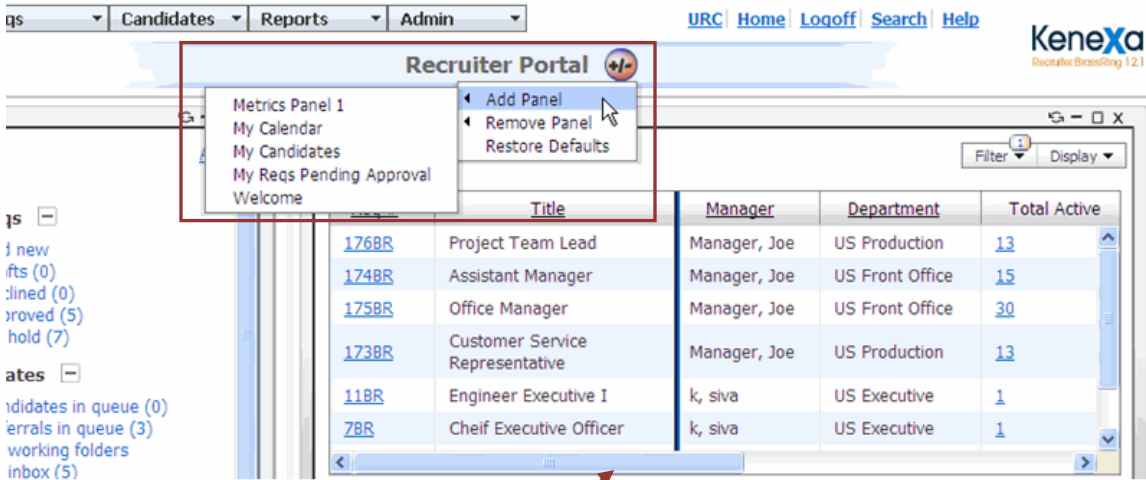 qs Candidates Reports Admin URC Home Logoff Search Help
Kenexa
Recruiter BrassRing 12.1
Recruiter Portal +/-
Metrics Panel 1
My Calendar
My Candidates
My Reqs Pending Approval
Welcome
Add Panel
Remove Panel
Restore Defaults
1
Filter Display
Title Manager Department Total Active
176BR Project Team Lead Manager, Joe US Production 13
174BR Assistant Manager Manager, Joe US Front Office 15
175BR Office Manager Manager, Joe US Front Office 30
173BR Customer Service Representative Manager, Joe US Production 13
11BR Engineer Executive I k, siva US Executive 1
7BR Cheif Executive Officer k, siva US Executive 1
qs
d new
afts (0)
clined (0)
proved (5)
hold (7)
ates
ndidates in queue (0)
ferrals in queue (3)
working folders
inbox (5)